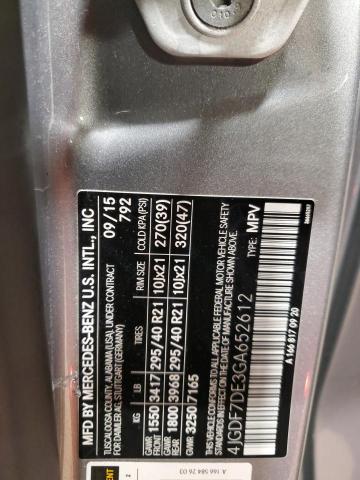 MFD BY MERCEDES-BENZ U.S. INTL., INC
TUSCALOOSA COUNTY, ALABAMA (USA) UNDER CONTRACT
FOR DAIMLER AG, STUTTGART (GERMANY)
09/15
792
KG LB TIRES RIM SIZE COLD KPA(PSI)
GAWR FRONT 1550 3417 295/40 R21 10Jx21 270(39)
GAWR REAR 1800 3968 295/40 R21 10Jx21 320(47)
GVWR 3250 7165
THIS VEHICLE CONFORMS TO ALL APPLICABLE FEDERAL MOTOR VEHICLE SAFETY
STANDARDS IN EFFECT ON THE DATE OF MANUFACTURE SHOWN ABOVE.
4JGDF7DE3GA652612 TYPE: MPV
A 166 817 09 20
A 166 584 26 03